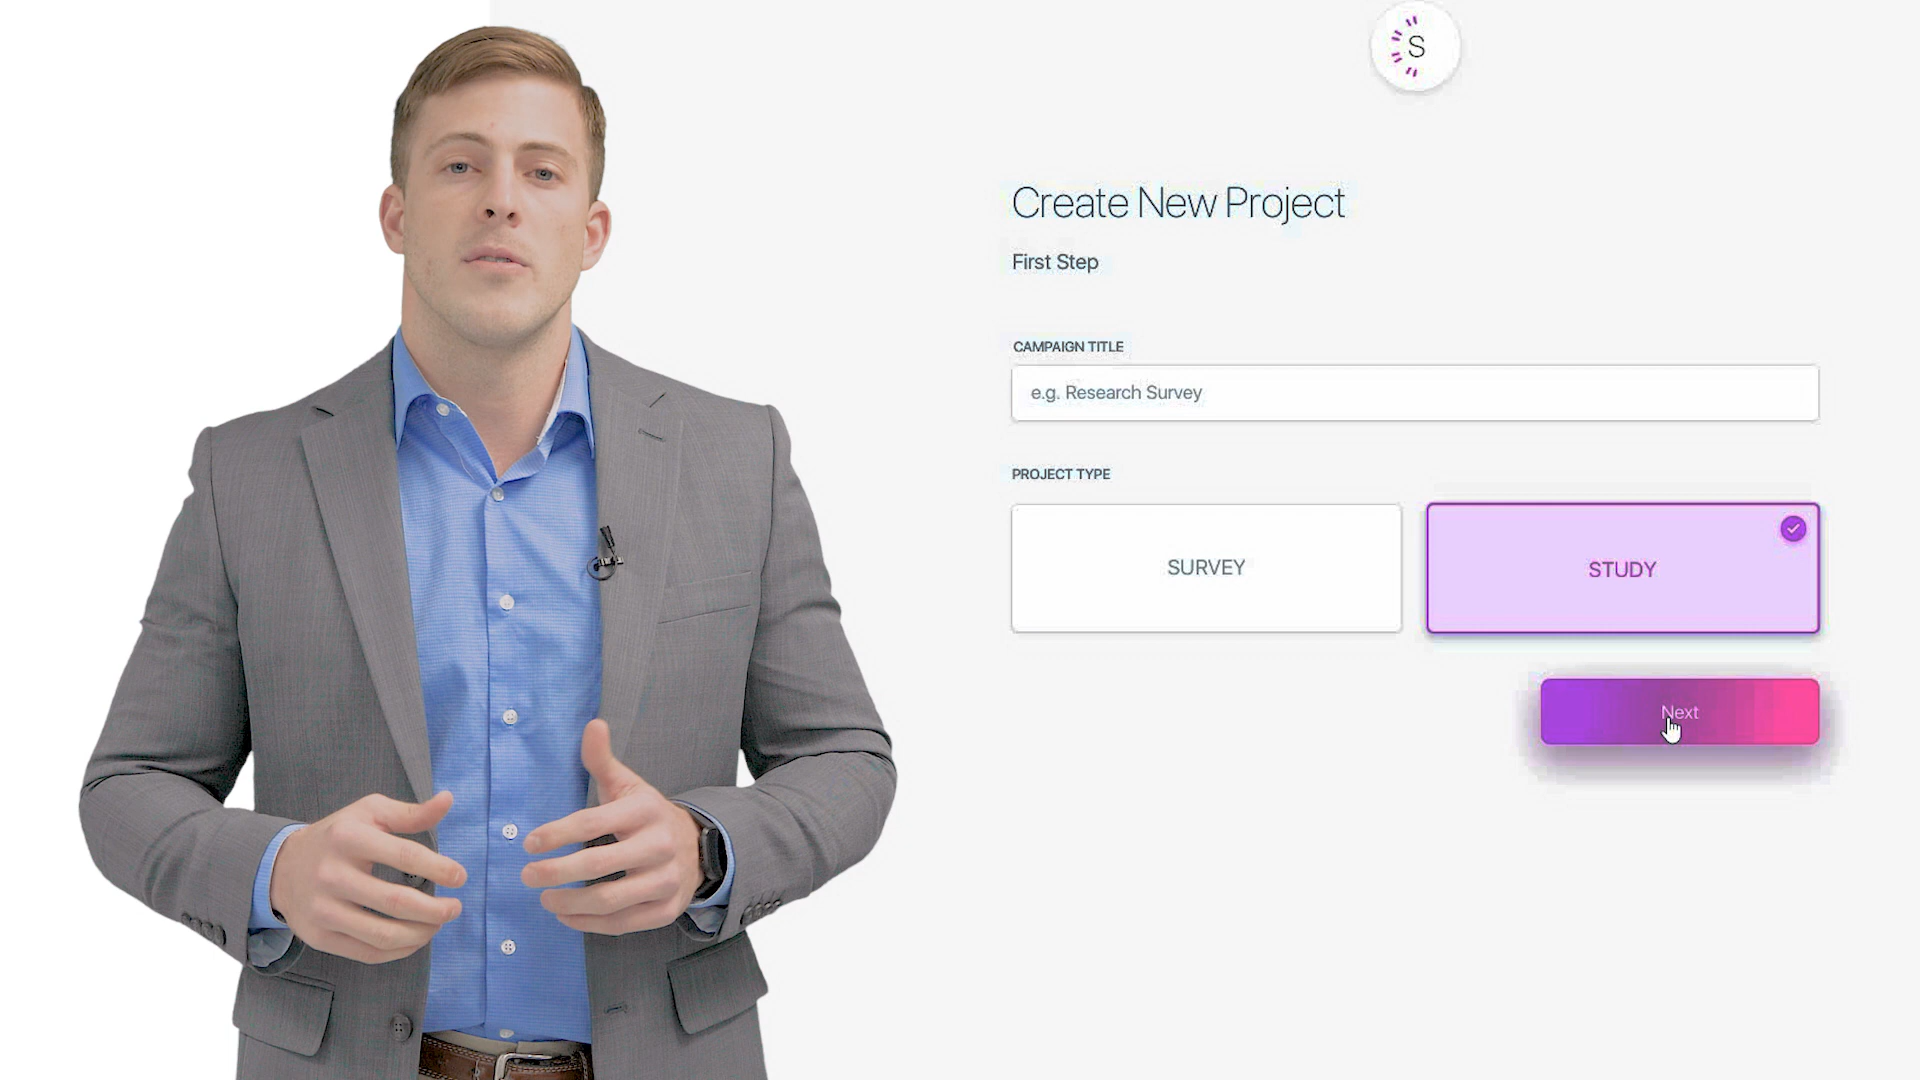 S
Create New Project
First Step
CAMPAIGN TITLE
e.g. Research Survey
PROJECT TYPE
SURVEY
STUDY
Next